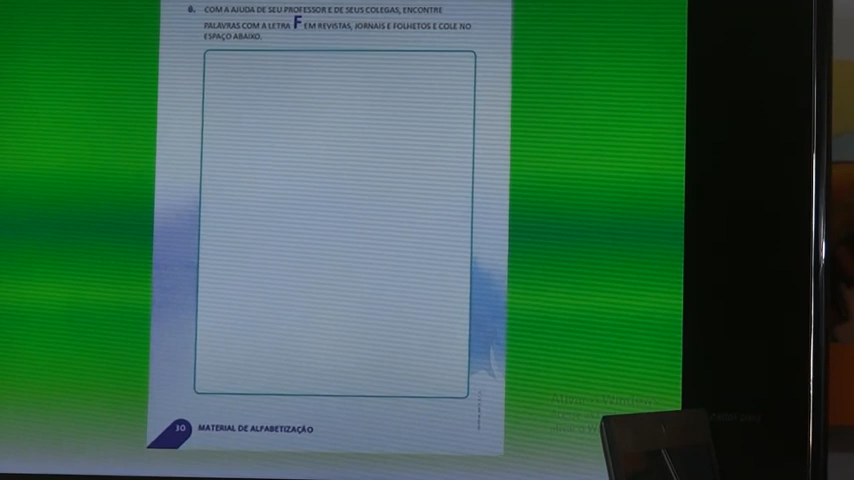 8. COM A AJUDA DE SEU PROFESSOR E DE SEUS COLEGAS, ENCONTRE
PALAVRAS COM A LETRA F EM REVISTAS, JORNAIS E FOLHETOS E COLE NO
ESPAÇO ABAIXO.
30 MATERIAL DE ALFABETIZAÇÃO